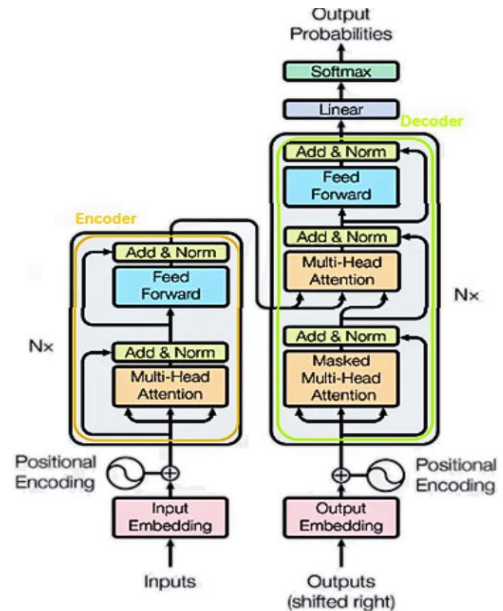 Output
Probabilities
Softmax
Linear
Decoder
Add & Norm
Feed
Forward
Add & Norm
Multi-Head
Attention
Nx
Add & Norm
Masked
Multi-Head
Attention
Encoder
Add & Norm
Feed
Forward
Nx
Add & Norm
Multi-Head
Attention
Positional
Encoding
Positional
Encoding
Input
Embedding
Output
Embedding
Inputs
Outputs
(shifted right)